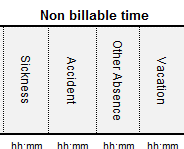 Non billable time
Sickness
Accident
Other Absence
Vacation
hh:mm hh:mm hh:mm hh:mm